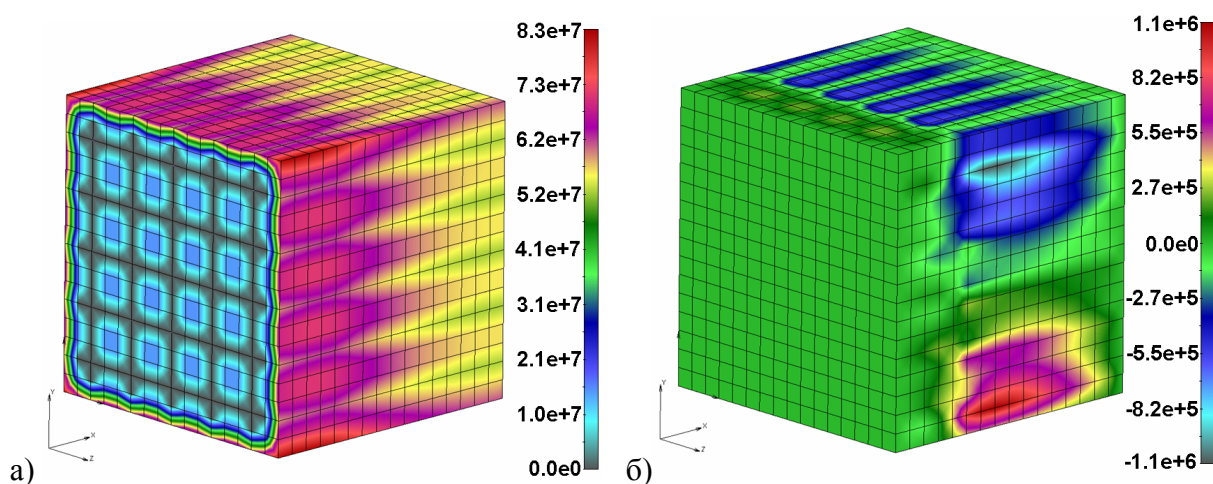 8.3e+7
7.3e+7
6.2e+7
5.2e+7
4.1e+7
3.1e+7
2.1e+7
1.0e+7
0.0e0
Y
X
Z
а)
1.1e+6
8.2e+5
5.5e+5
2.7e+5
0.0e0
-2.7e+5
-5.5e+5
-8.2e+5
-1.1e+6
Y
X
Z
б)